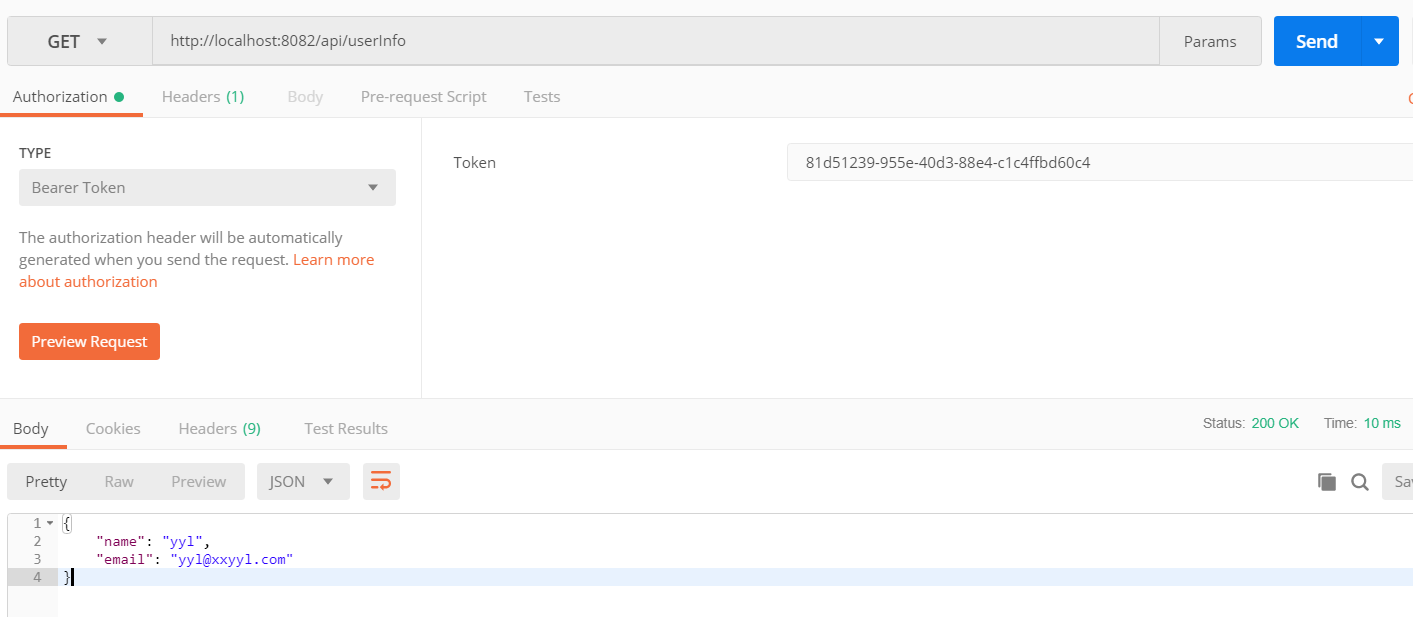 GET http://localhost:8082/api/userInfo Params Send
Authorization Headers (1) Body Pre-request Script Tests
TYPE
Bearer Token
The authorization header will be automatically
generated when you send the request. Learn more
about authorization
Preview Request
Token 81d51239-955e-40d3-88e4-c1c4ffbd60c4
Body Cookies Headers (9) Test Results Status: 200 OK Time: 10 ms
Pretty Raw Preview JSON
1 {
2 "name": "yyl",
3 "email": "yyl@xxyyl.com"
4 }